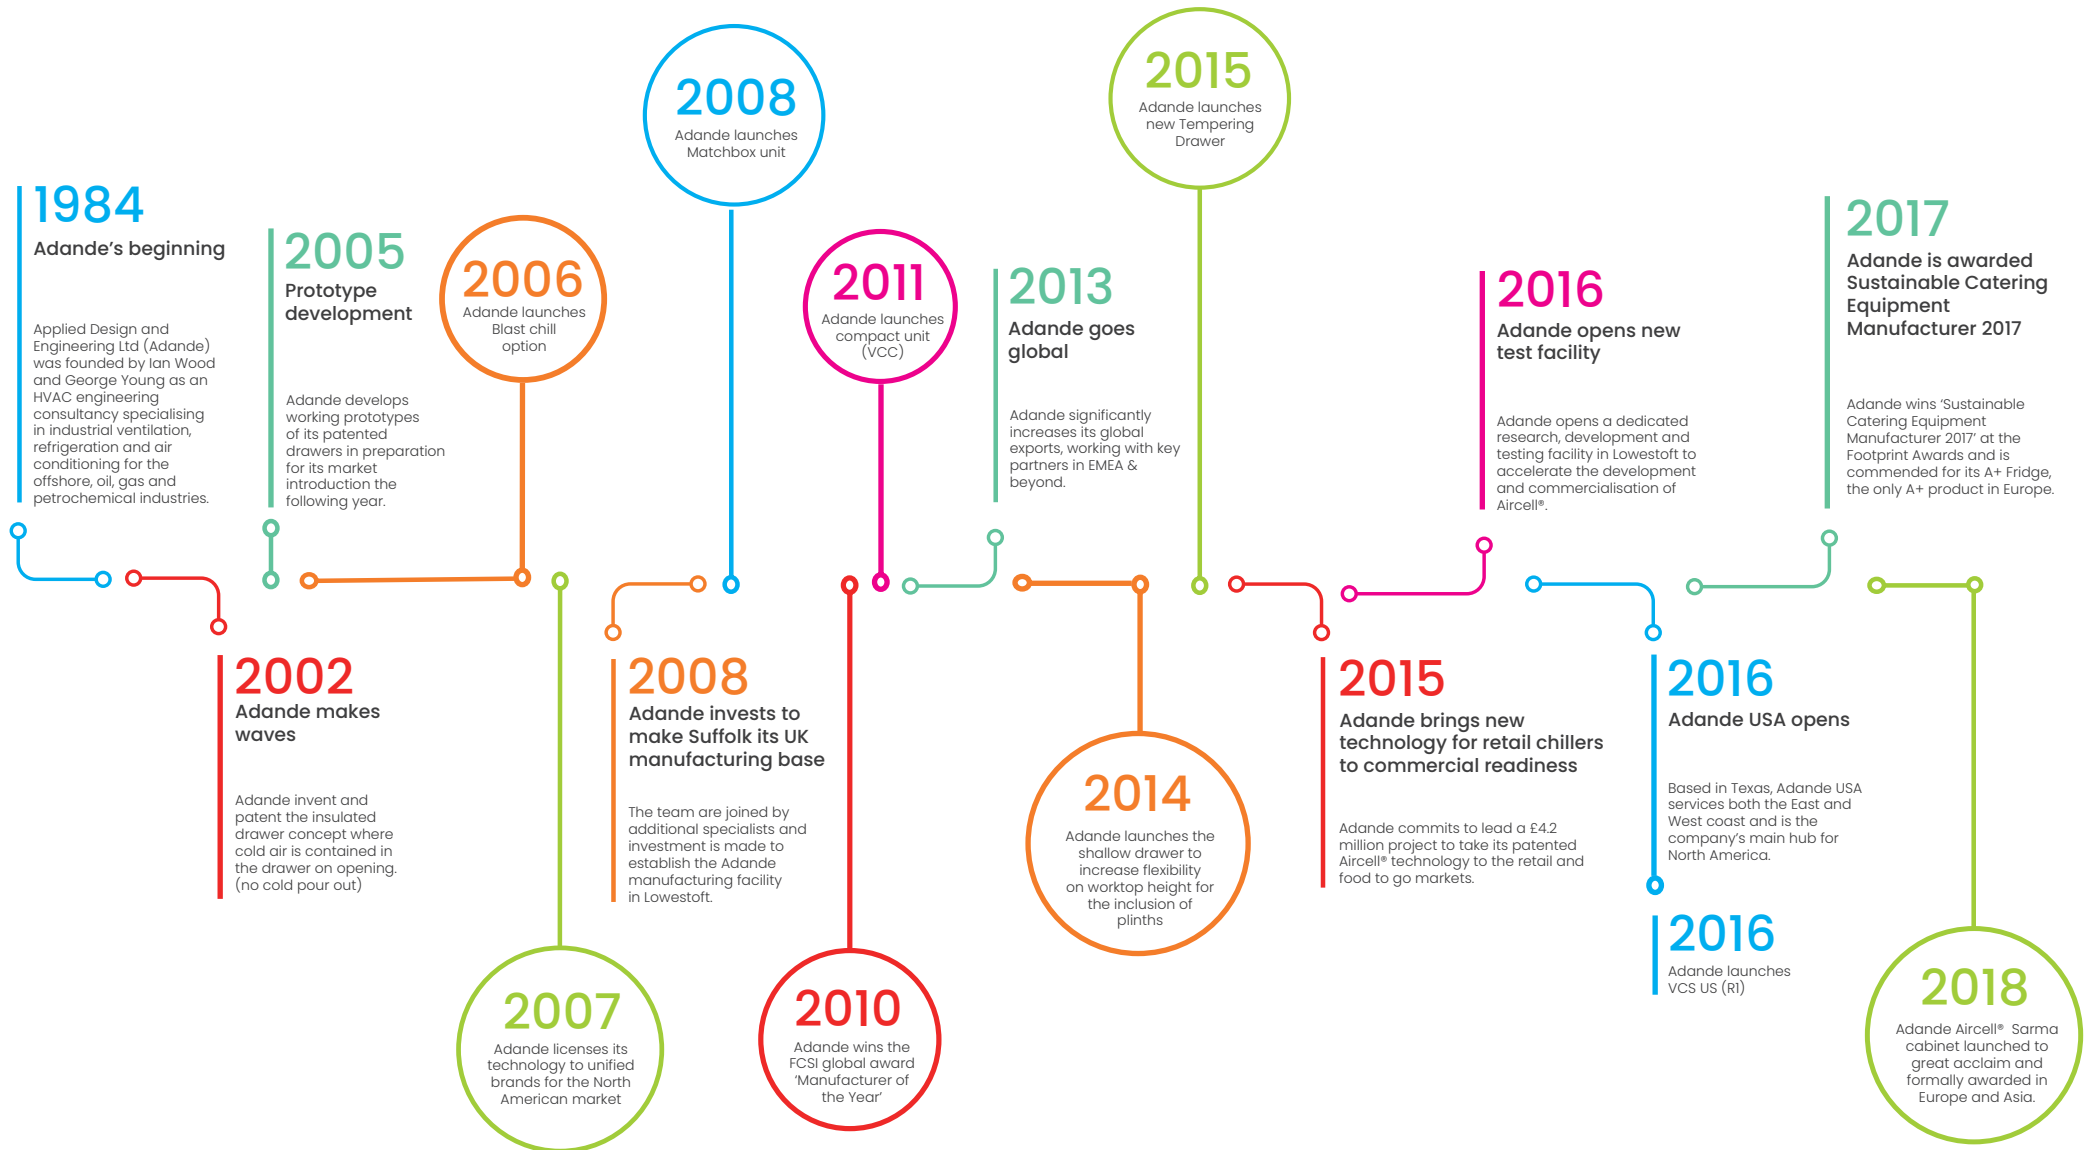 1984
Adande's beginning
Applied Design and
Engineering Ltd (Adande)
was founded by Ian Wood
and George Young as an
HVAC engineering
consultancy specialising
in industrial ventilation,
refrigeration and air
conditioning for the
offshore, oil, gas and
petrochemical industries.
2002
Adande makes
waves
Adande invent and
patent the insulated
drawer concept where
cold air is contained in
the drawer on opening.
(no cold pour out)
2005
Prototype
development
Adande develops
working prototypes
of its patented
drawers in preparation
for its market
introduction the
following year.
2006
Adande launches
Blast chill
option
2007
Adande licenses its
technology to unified
brands for the North
American market
2008
Adande invests to
make Suffolk its UK
manufacturing base
The team are joined by
additional specialists and
investment is made to
establish the Adande
manufacturing facility
in Lowestoft.
2008
Adande launches
Matchbox unit
2010
Adande wins the
FCSI global award
‘Manufacturer of
the Year’
2011
Adande launches
compact unit
(VCC)
2013
Adande goes
global
Adande significantly
increases its global
exports, working with key
partners in EMEA &
beyond.
2014
Adande launches the
shallow drawer to
increase flexibility
on worktop height for
the inclusion of
plinths
2015
Adande launches
new Tempering
Drawer
2015
Adande brings new
technology for retail chillers
to commercial readiness
Adande commits to lead a £4.2
million project to take its patented
Aircell® technology to the retail and
food to go markets.
2016
Adande opens new
test facility
Adande opens a dedicated
research, development and
testing facility in Lowestoft to
accelerate the development
and commercialisation of
Aircell®.
2016
Adande USA opens
Based in Texas, Adande USA
services both the East and
West coast and is the
company's main hub for
North America.
2016
Adande launches
VCS US (R1)
2017
Adande is awarded
Sustainable Catering
Equipment
Manufacturer 2017
Adande wins ‘Sustainable
Catering Equipment
Manufacturer 2017’ at the
Footprint Awards and is
commended for its A+ Fridge,
the only A+ product in Europe.
2018
Adande Aircell® Sarma
cabinet launched to
great acclaim and
formally awarded in
Europe and Asia.